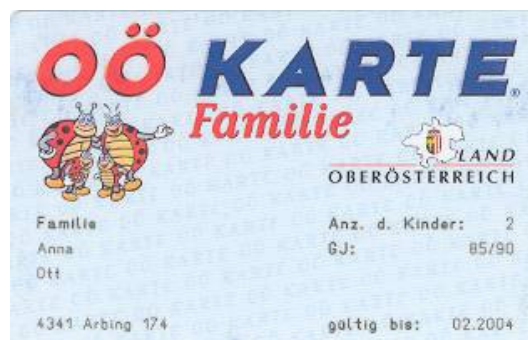 OÖ KARTE®
Familie
LAND
OBERÖSTERREICH
Familie Anz. d. Kinder: 2
Anna GJ: 85/90
Ott
4341 Arbing 174 gültig bis: 02.2004